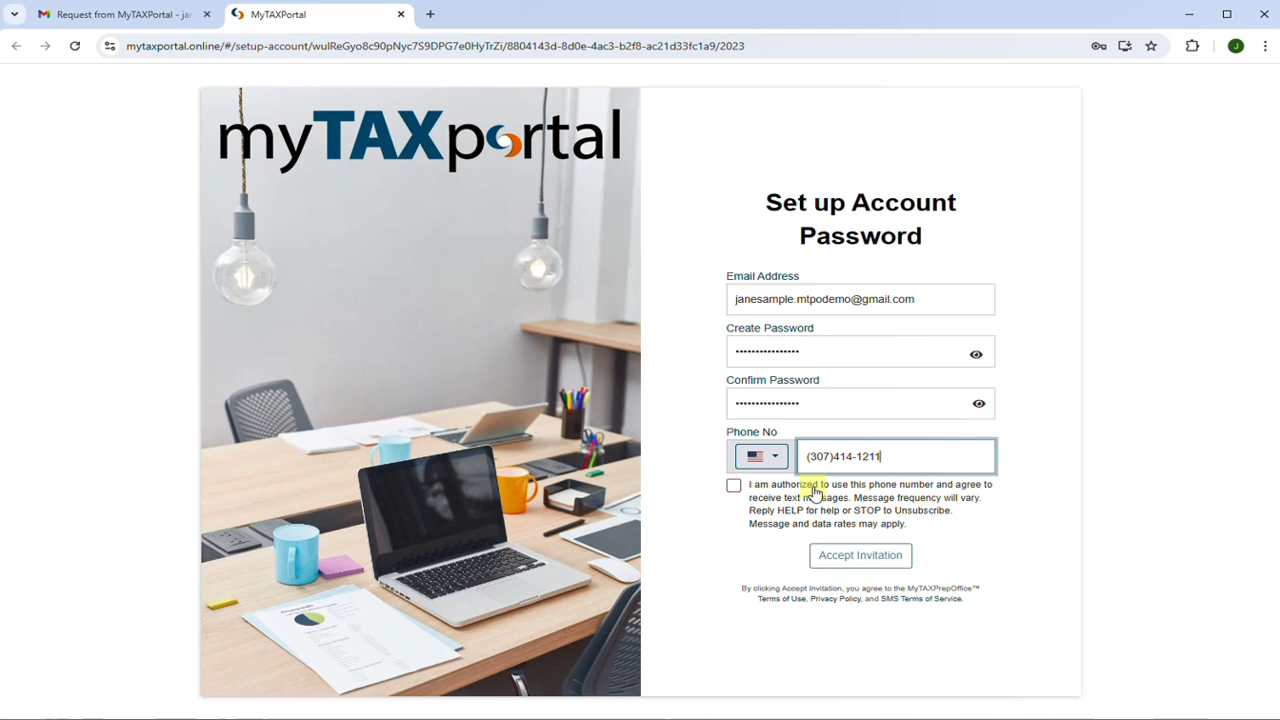 Request from MyTAXPortal - jan
MyTAXPortal
mytaxportal.online/#/setup-account/wulReGyo8c90pNyc7S9DPG7e0HyTrZi/8804143d-8d0e-4ac3-b2f8-ac21d33fc1a9/2023
J
myTAXportal
Set up Account
Password
Email Address
janesample.mtpodemo@gmail.com
Create Password
••••••••••••••••
Confirm Password
••••••••••••••••
Phone No
(307)414-1211
I am authorized to use this phone number and agree to
receive text messages. Message frequency will vary.
Reply HELP for help or STOP to Unsubscribe.
Message and data rates may apply.
Accept Invitation
By clicking Accept Invitation, you agree to the MyTAXPrepOffice™
Terms of Use, Privacy Policy, and SMS Terms of Service.